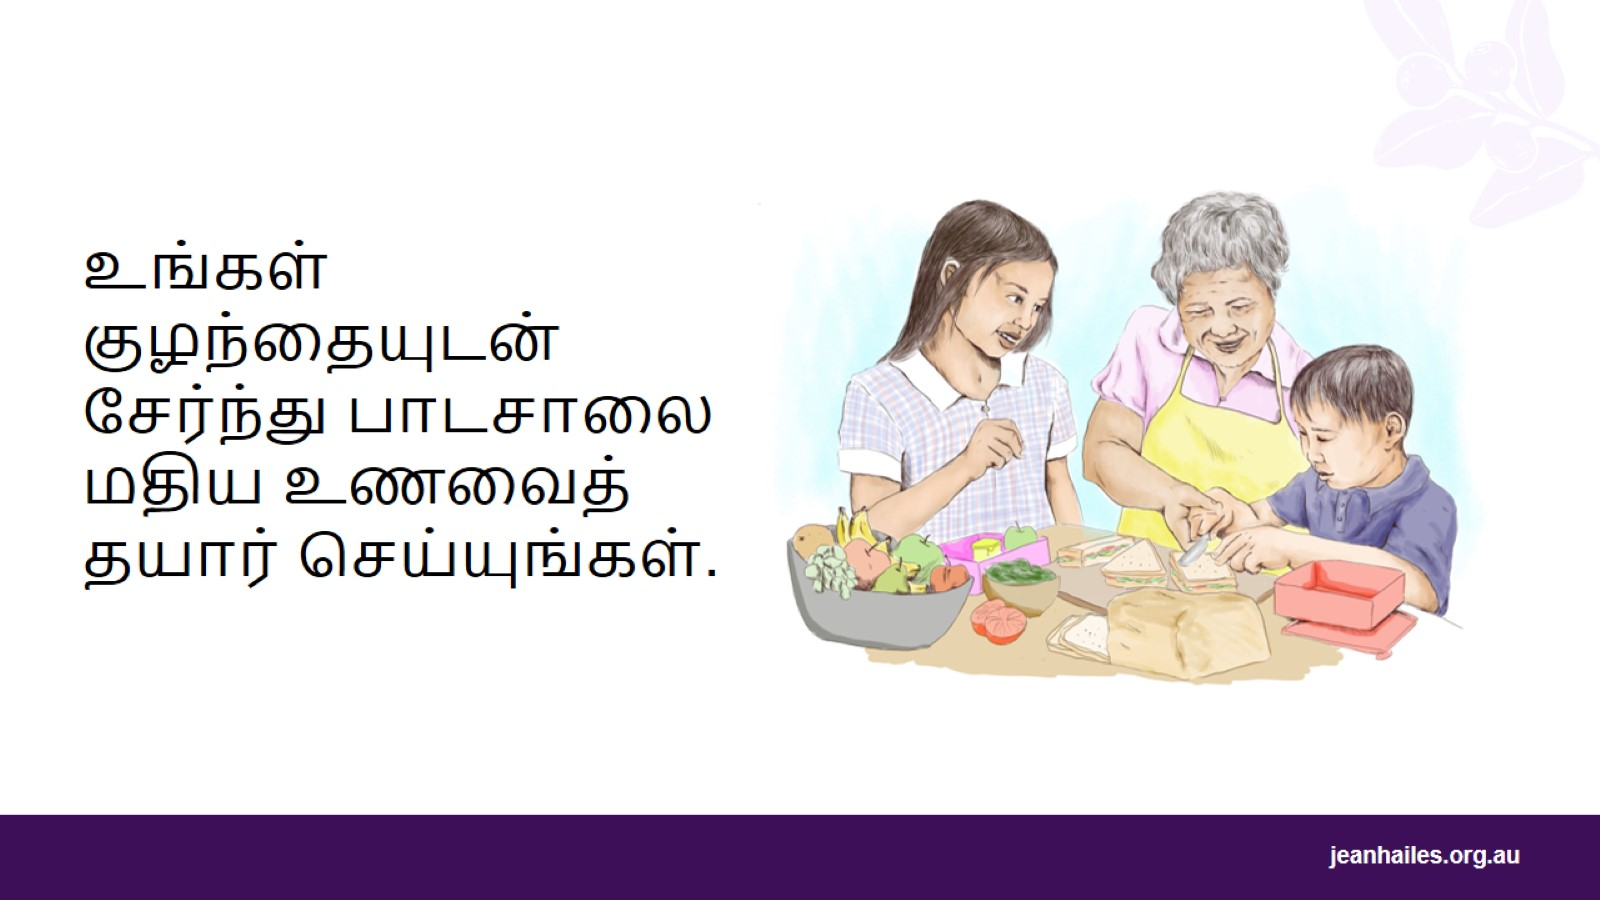 உங்கள்
குழந்தையுடன்
சேர்ந்து பாடசாலை
மதிய உணவைத்
தயார் செய்யுங்கள்.
jeanhailes.org.au